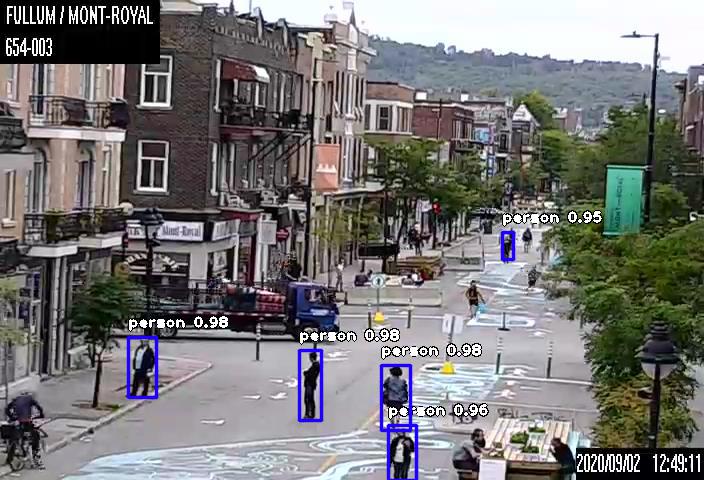 FULLUM / MONT-ROYAL
654-003
person 0.95
Mont-Royal
person 0.98
person 0.98
person 0.98
person 0.96
2020/09/02 12:49:11